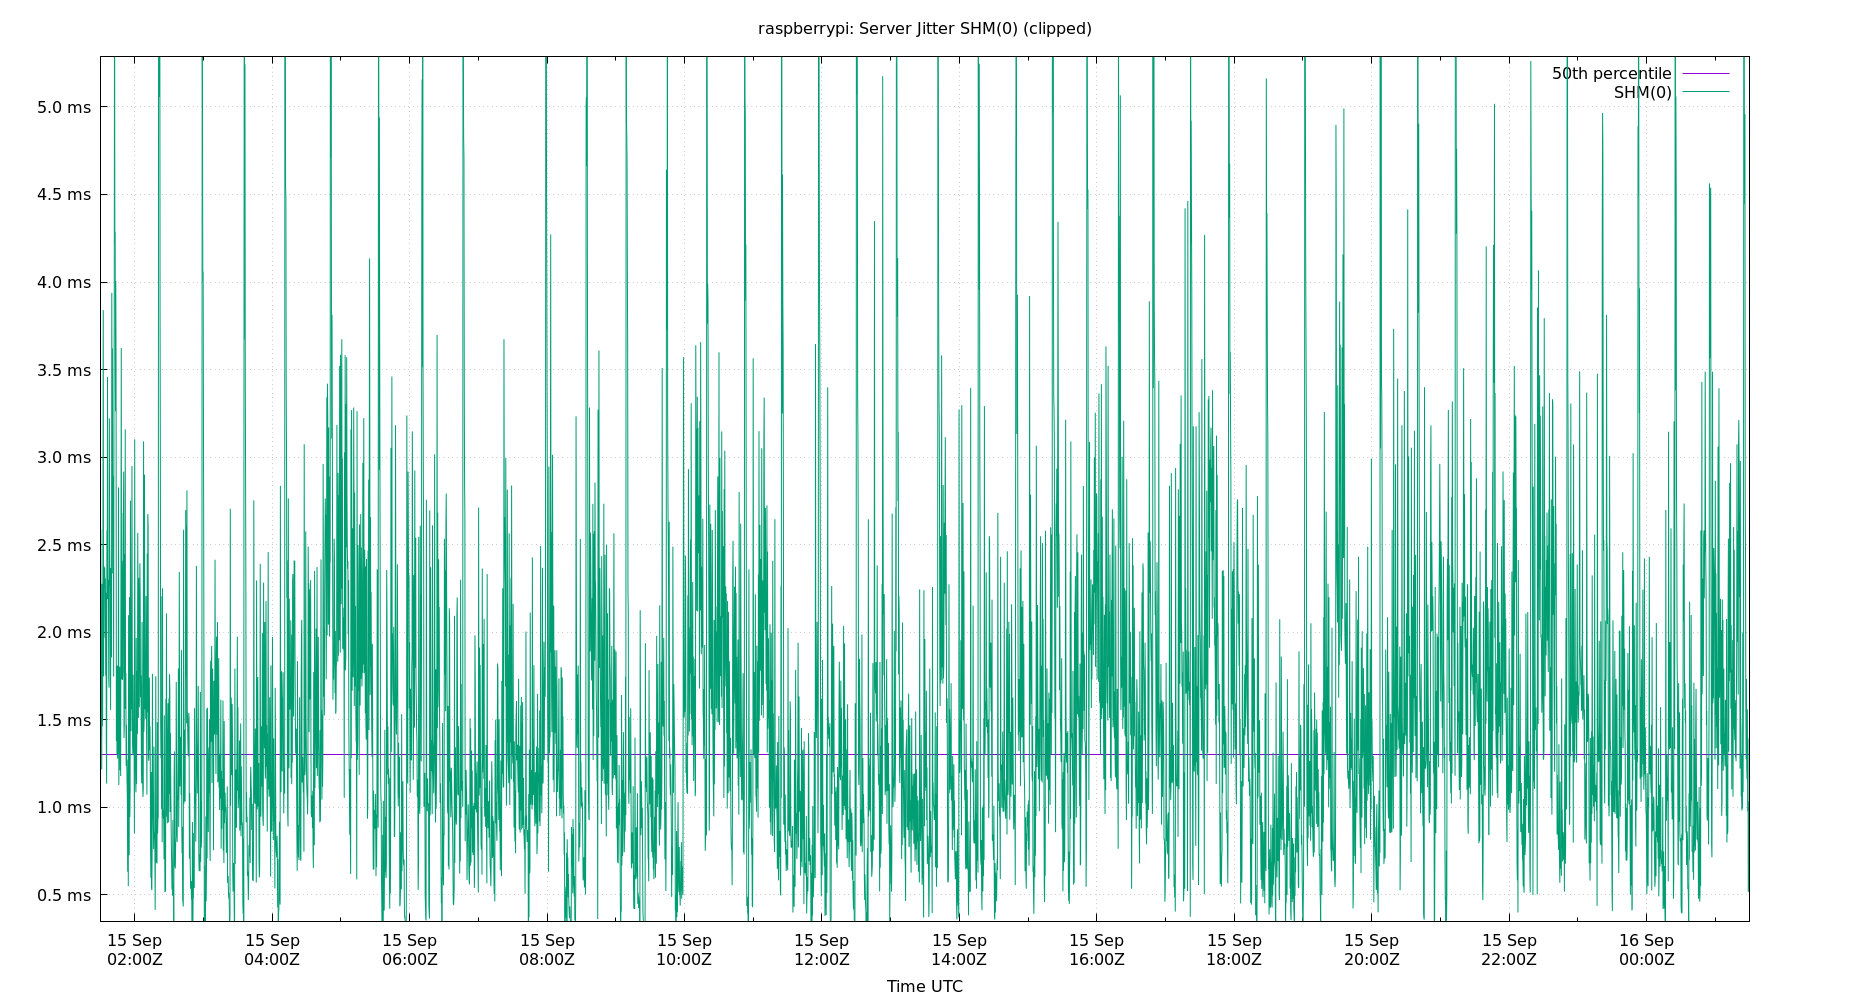 raspberrypi: Server Jitter SHM(0) (clipped)
50th percentile
SHM(0)
5.0 ms
4.5 ms
4.0 ms
3.5 ms
3.0 ms
2.5 ms
2.0 ms
1.5 ms
1.0 ms
0.5 ms
15 Sep 15 Sep 15 Sep 15 Sep 15 Sep 15 Sep 15 Sep 15 Sep 15 Sep 15 Sep 15 Sep 16 Sep
02:00Z 04:00Z 06:00Z 08:00Z 10:00Z 12:00Z 14:00Z 16:00Z 18:00Z 20:00Z 22:00Z 00:00Z
Time UTC